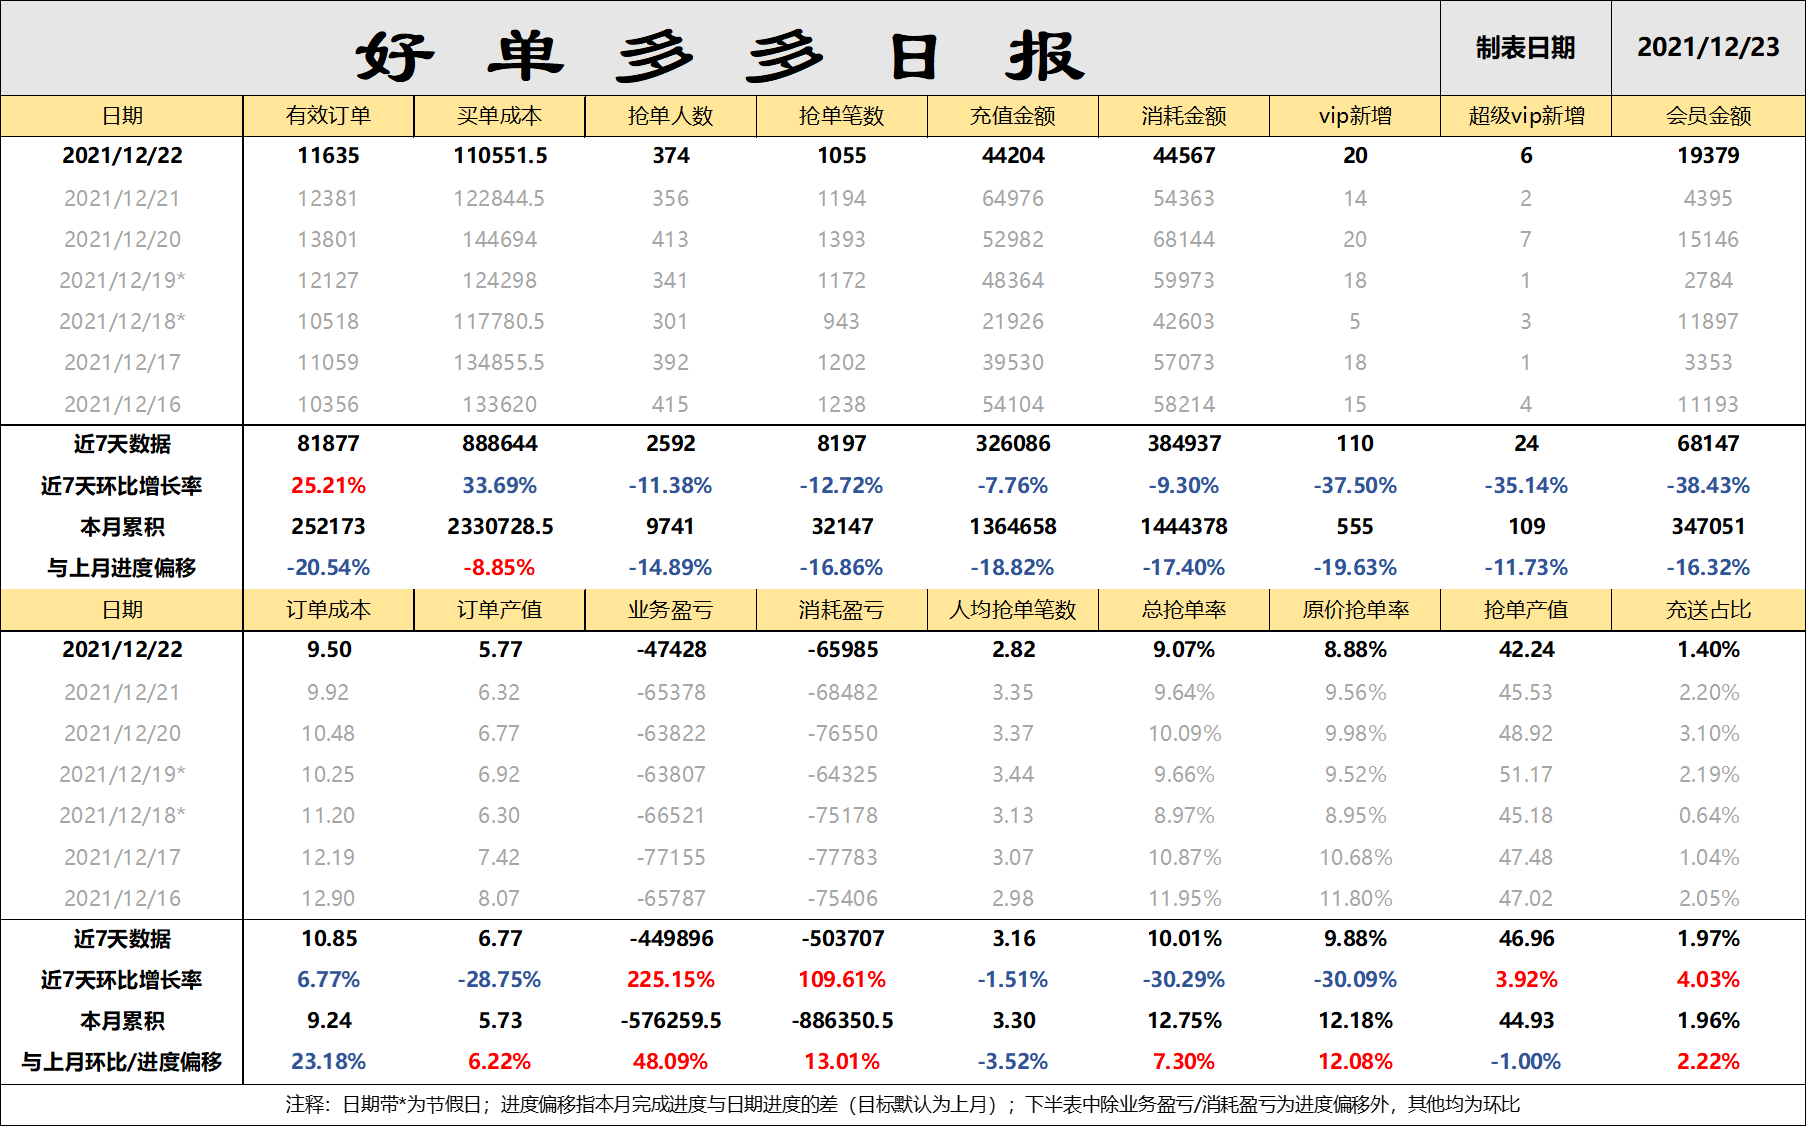 好单多多日报 制表日期 2021/12/23
日期 有效订单 买单成本 抢单人数 抢单笔数 充值金额 消耗金额 vip新增 超级vip新增 会员金额
2021/12/22 11635 110551.5 374 1055 44204 44567 20 6 19379
2021/12/21 12381 122844.5 356 1194 64976 54363 14 2 4395
2021/12/20 13801 144694 413 1393 52982 68144 20 7 15146
2021/12/19* 12127 124298 341 1172 48364 59973 18 1 2784
2021/12/18* 10518 117780.5 301 943 21926 42603 5 3 11897
2021/12/17 11059 134855.5 392 1202 39530 57073 18 1 3353
2021/12/16 10356 133620 415 1238 54104 58214 15 4 11193
近7天数据 81877 888644 2592 8197 326086 384937 110 24 68147
近7天环比增长率 25.21% 33.69% -11.38% -12.72% -7.76% -9.30% -37.50% -35.14% -38.43%
本月累积 252173 2330728.5 9741 32147 1364658 1444378 555 109 347051
与上月进度偏移 -20.54% -8.85% -14.89% -16.86% -18.82% -17.40% -19.63% -11.73% -16.32%
日期 订单成本 订单产值 业务盈亏 消耗盈亏 人均抢单笔数 总抢单率 原价抢单率 抢单产值 充送占比
2021/12/22 9.50 5.77 -47428 -65985 2.82 9.07% 8.88% 42.24 1.40%
2021/12/21 9.92 6.32 -65378 -68482 3.35 9.64% 9.56% 45.53 2.20%
2021/12/20 10.48 6.77 -63822 -76550 3.37 10.09% 9.98% 48.92 3.10%
2021/12/19* 10.25 6.92 -63807 -64325 3.44 9.66% 9.52% 51.17 2.19%
2021/12/18* 11.20 6.30 -66521 -75178 3.13 8.97% 8.95% 45.18 0.64%
2021/12/17 12.19 7.42 -77155 -77783 3.07 10.87% 10.68% 47.48 1.04%
2021/12/16 12.90 8.07 -65787 -75406 2.98 11.95% 11.80% 47.02 2.05%
近7天数据 10.85 6.77 -449896 -503707 3.16 10.01% 9.88% 46.96 1.97%
近7天环比增长率 6.77% -28.75% 225.15% 109.61% -1.51% -30.29% -30.09% 3.92% 4.03%
本月累积 9.24 5.73 -576259.5 -886350.5 3.30 12.75% 12.18% 44.93 1.96%
与上月环比/进度偏移 23.18% 6.22% 48.09% 13.01% -3.52% 7.30% 12.08% -1.00% 2.22%
注释：日期带*为节假日；进度偏移指本月完成进度与日期进度的差（目标默认为上月）；下半表中除业务盈亏/消耗盈亏为进度偏移外，其他均为环比